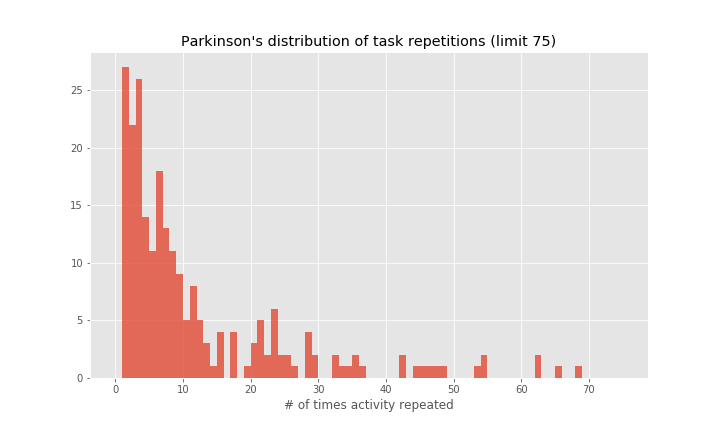 Parkinson's distribution of task repetitions (limit 75)
25
20
15
10
5
0
0 10 20 30 40 50 60 70
# of times activity repeated